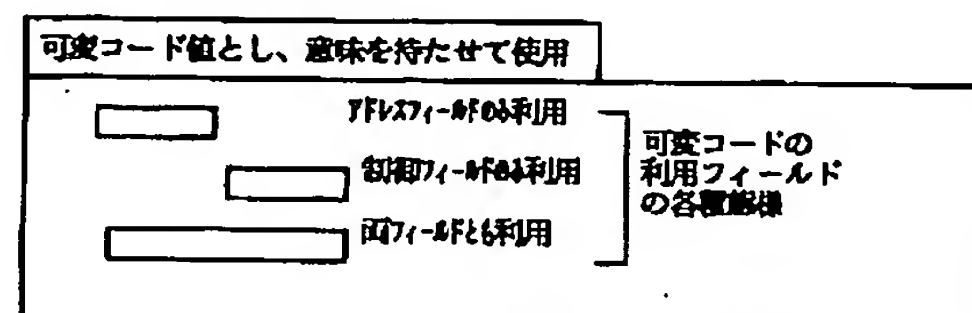 可変コード値とし、意味を持たせて使用
アドレスフィールドのみ利用
制御フィールドのみ利用
両フィールドとも利用
可変コードの
利用フィールド
の各種態様